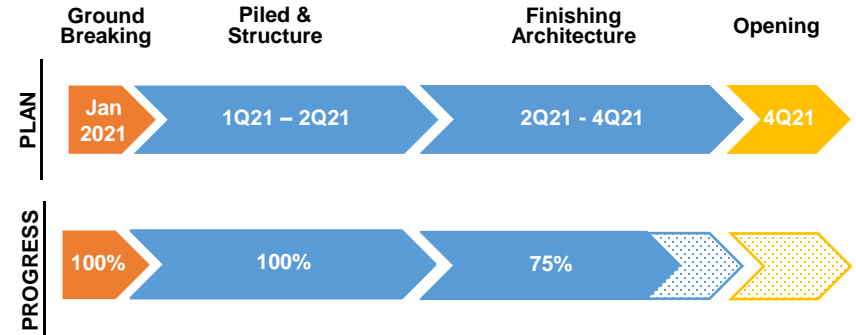 Ground
Breaking
Piled &
Structure
Finishing
Architecture
Opening
PLAN
Jan
2021
1Q21 – 2Q21
2Q21 - 4Q21
4Q21
PROGRESS
100%
100%
75%